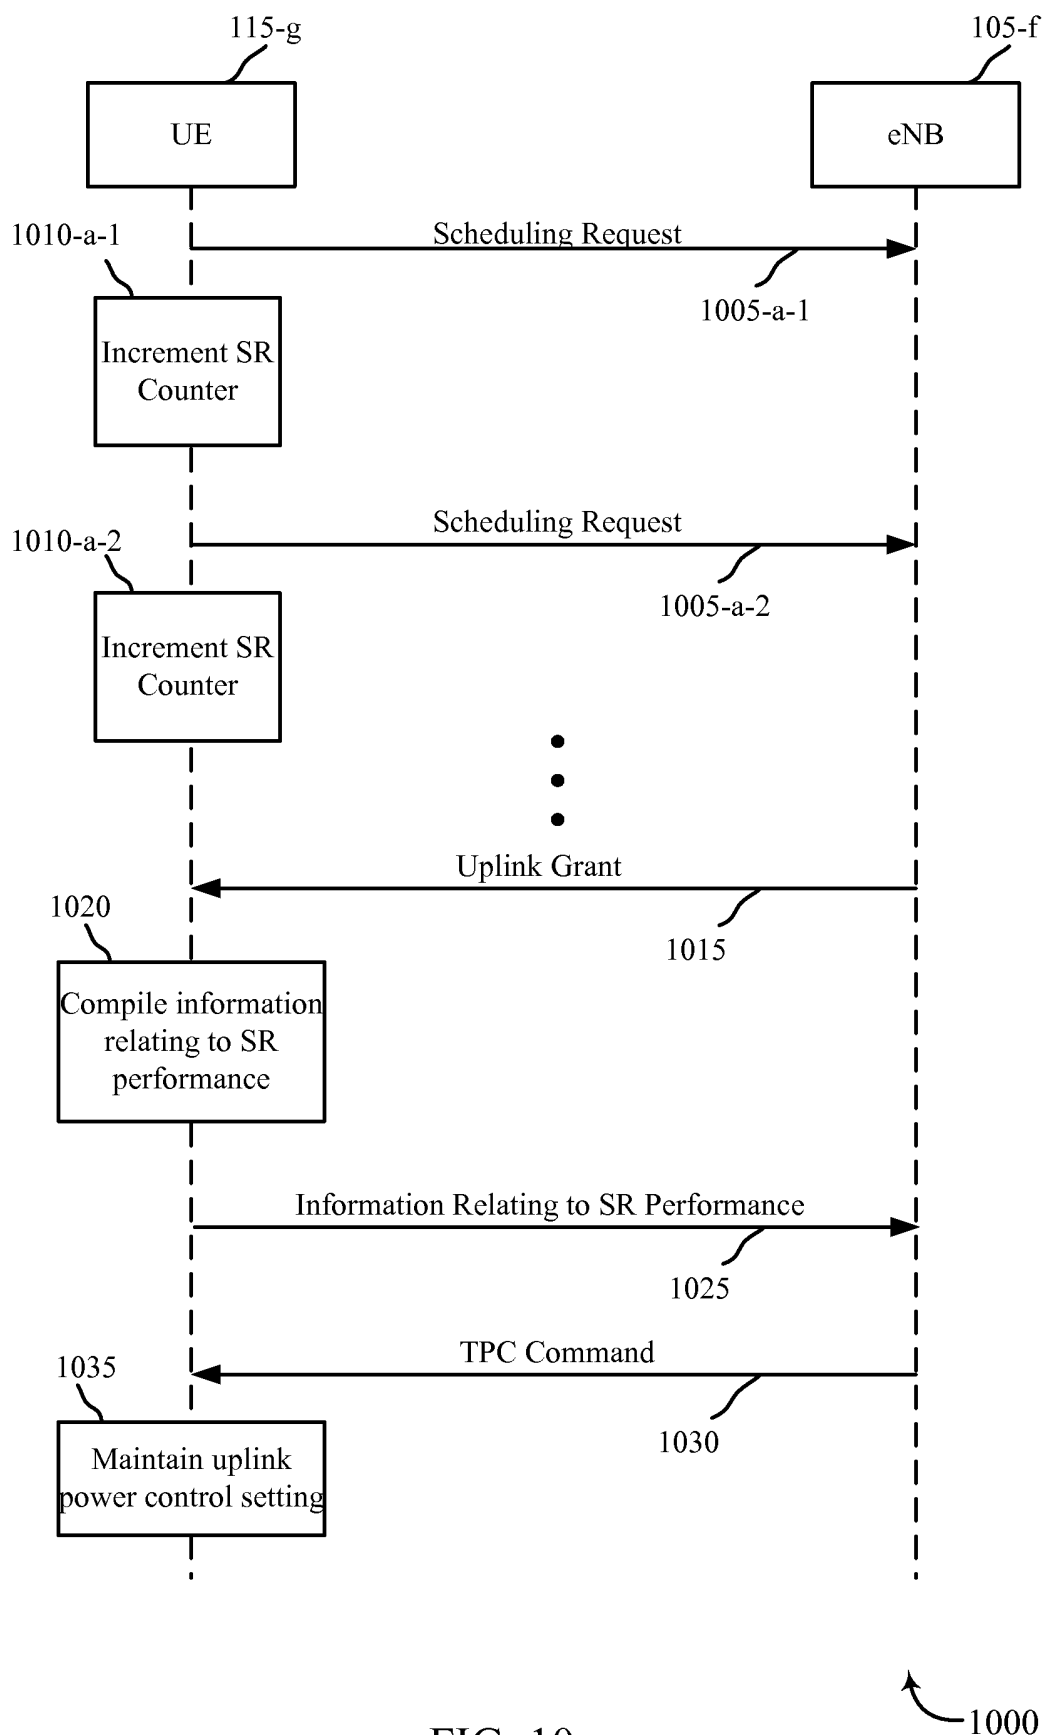 115-g
105-f
UE
eNB
1010-a-1
Scheduling Request
1005-a-1
Increment SR
Counter
1010-a-2
Scheduling Request
1005-a-2
Increment SR
Counter
Uplink Grant
1015
1020
Compile information
relating to SR
performance
Information Relating to SR Performance
1025
TPC Command
1030
1035
Maintain uplink
power control setting
1000
FIG. 10